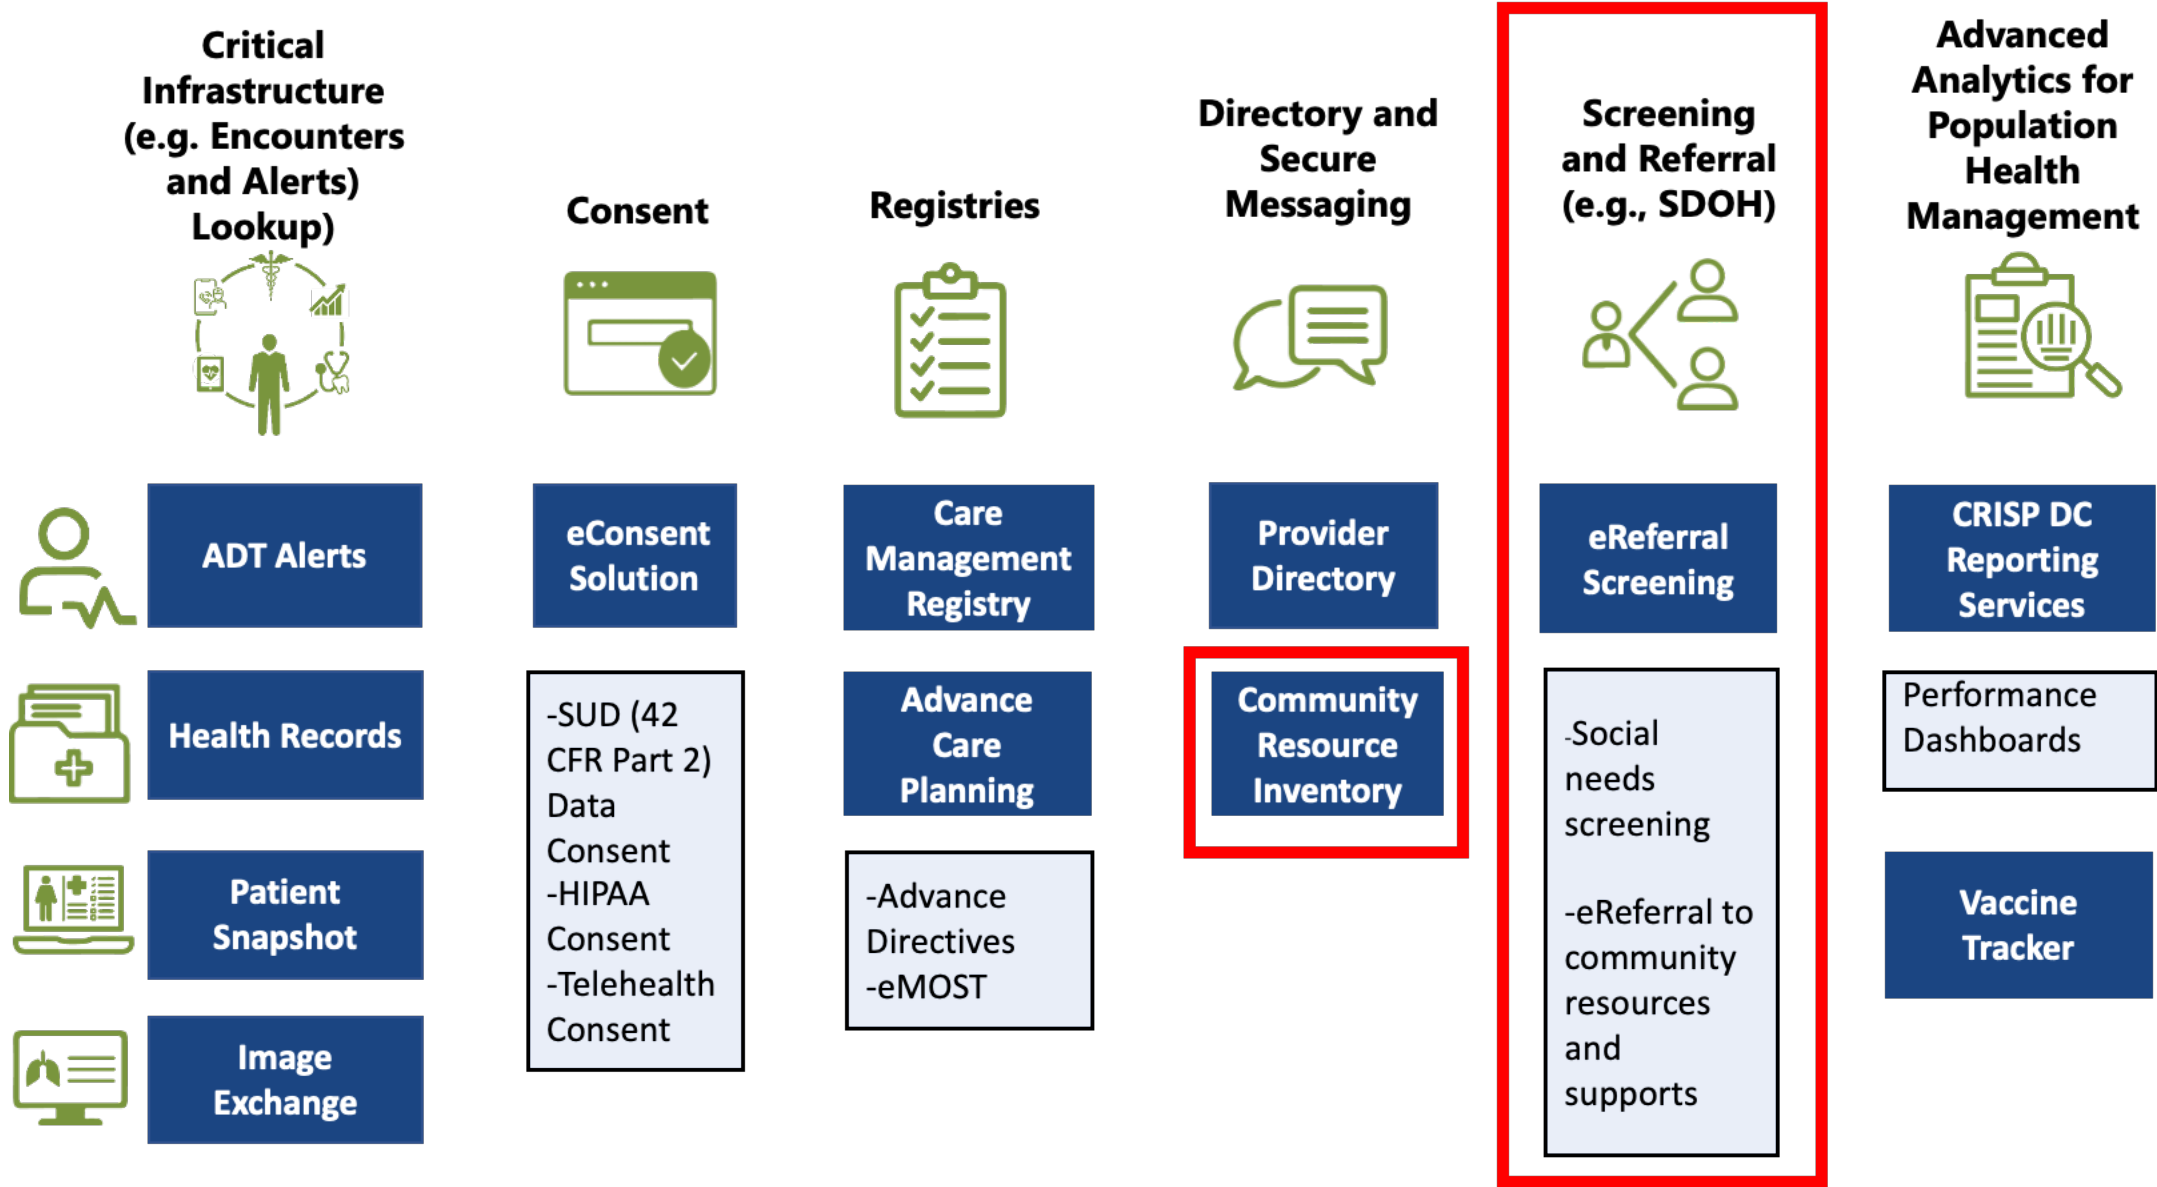 Critical
Infrastructure
(e.g. Encounters
and Alerts)
Lookup)
Consent
Registries
Directory and
Secure
Messaging
Screening
and Referral
(e.g., SDOH)
Advanced
Analytics for
Population
Health
Management
ADT Alerts
Health Records
Patient
Snapshot
Image
Exchange
eConsent
Solution
-SUD (42
CFR Part 2)
Data
Consent
-HIPAA
Consent
-Telehealth
Consent
Care
Management
Registry
Advance
Care
Planning
-Advance
Directives
-eMOST
Provider
Directory
Community
Resource
Inventory
eReferral
Screening
-Social
needs
screening
-eReferral to
community
resources
and
supports
CRISP DC
Reporting
Services
Performance
Dashboards
Vaccine
Tracker